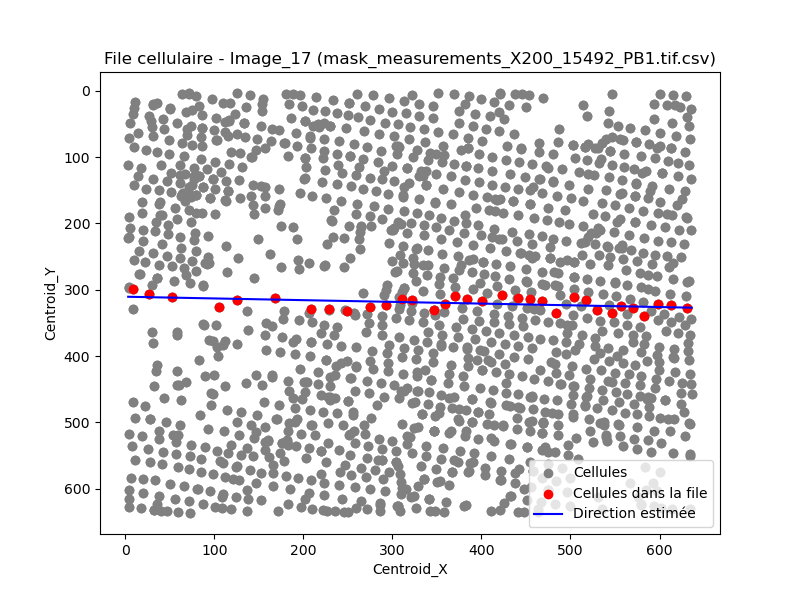 File cellulaire - Image_17 (mask_measurements_X200_15492_PB1.tif.csv)
0
100
200
300
400
500
600
Centroid_Y
0
100
200
300
400
500
600
Centroid_X
Cellules
Cellules dans la file
Direction estimée